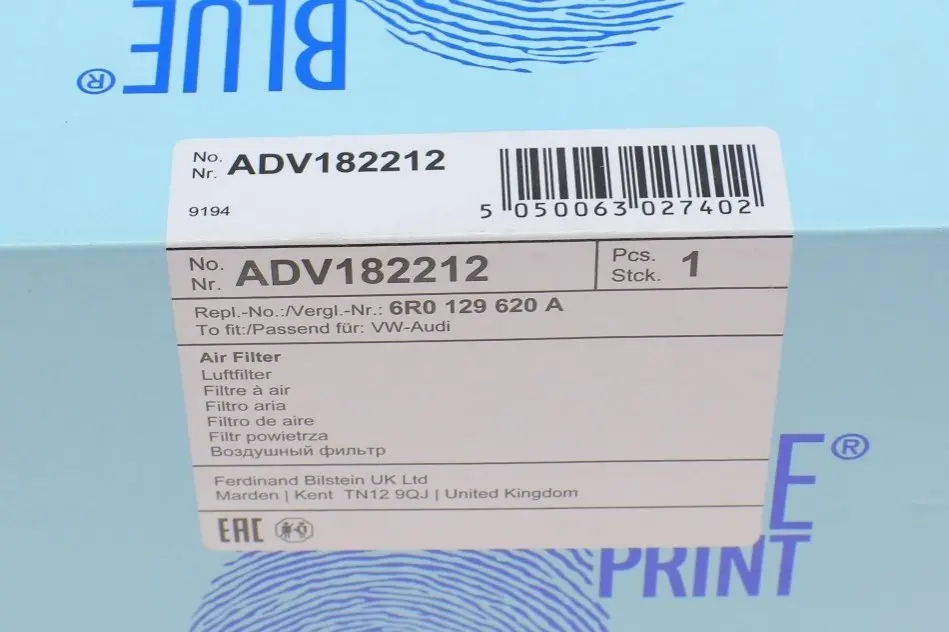 BLUE®
No.
Nr. ADV182212
9194
5 050063 027402
No.
Nr. ADV182212
Pcs.
Stck. 1
Repl.-No.:/Vergl.-Nr.: 6R0 129 620 A
To fit:/Passend für: VW-Audi
Air Filter
Luftfilter
Filtre à air
Filtro aria
Filtro de aire
Filtr powietrza
Воздушный фильтр
Ferdinand Bilstein UK Ltd
Marden | Kent TN12 9QJ | United Kingdom
EAC
E®
PRINT